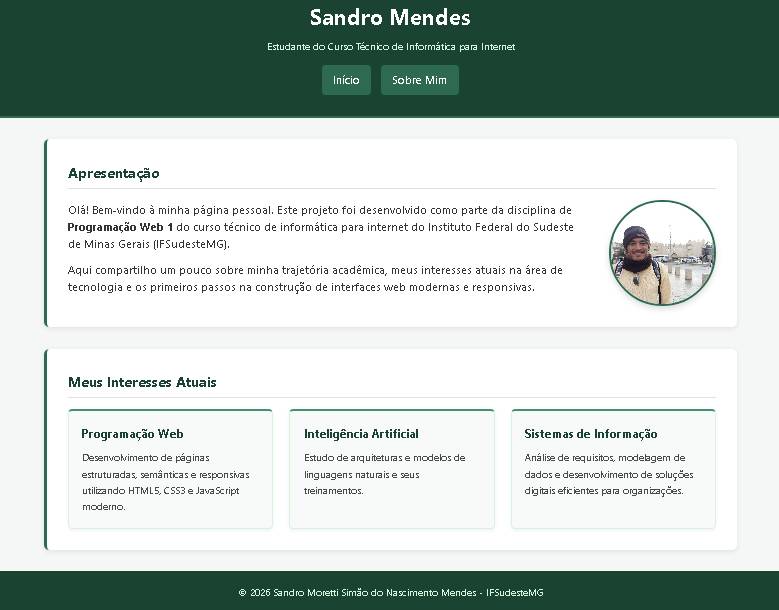 Sandro Mendes
Estudante do Curso Técnico de Informática para Internet
Início
Sobre Mim
Apresentação
Olá! Bem-vindo à minha página pessoal. Este projeto foi desenvolvido como parte da disciplina de
Programação Web 1 do curso técnico de informática para internet do Instituto Federal do Sudeste
de Minas Gerais (IFSudesteMG).
Aqui compartilho um pouco sobre minha trajetória acadêmica, meus interesses atuais na área de
tecnologia e os primeiros passos na construção de interfaces web modernas e responsivas.
Meus Interesses Atuais
Programação Web
Desenvolvimento de páginas
estruturadas, semânticas e responsivas
utilizando HTML5, CSS3 e JavaScript
moderno.
Inteligência Artificial
Estudo de arquiteturas e modelos de
linguagens naturais e seus
treinamentos.
Sistemas de Informação
Análise de requisitos, modelagem de
dados e desenvolvimento de soluções
digitais eficientes para organizações.
© 2026 Sandro Moretti Simão do Nascimento Mendes - IFSudesteMG